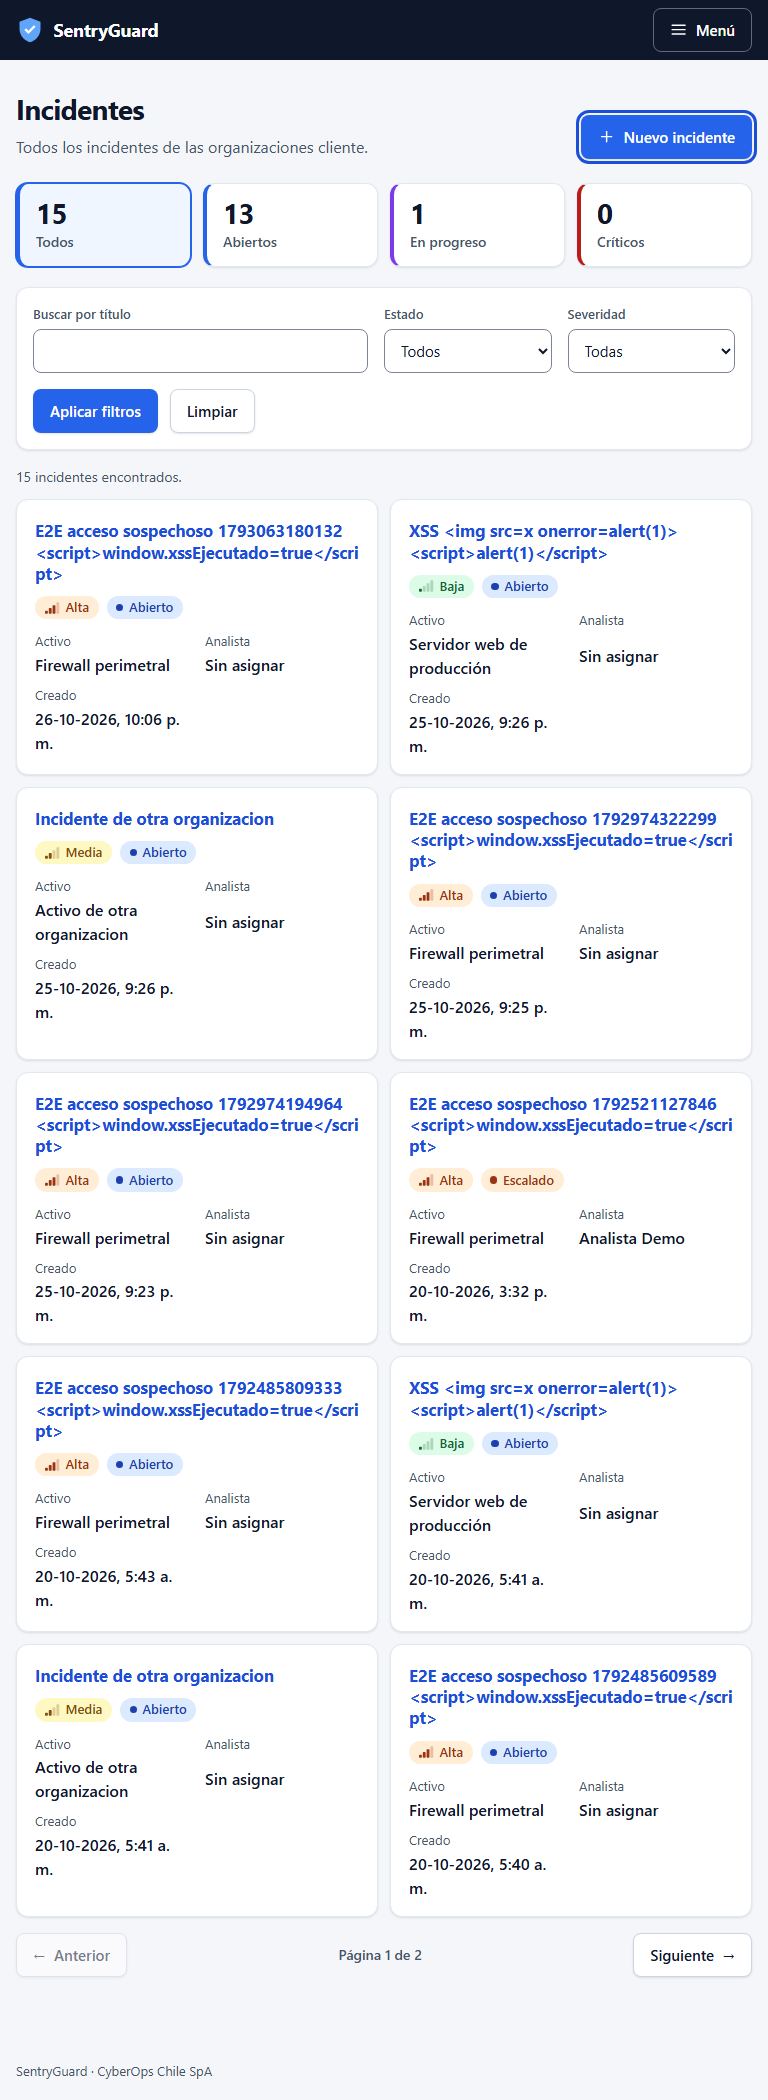 SentryGuard
Menú
Incidentes
Todos los incidentes de las organizaciones cliente.
Nuevo incidente
15
Todos
13
Abiertos
1
En progreso
0
Críticos
Buscar por título
Estado
Severidad
Todos
Todas
Aplicar filtros
Limpiar
15 incidentes encontrados.
E2E acceso sospechoso 1793063180132
<script>window.xssEjecutado=true</scri
pt>
Alta
Abierto
Activo
Analista
Firewall perimetral
Sin asignar
Creado
26-10-2026, 10:06 p.
m.
XSS <img src=x onerror=alert(1)>
<script>alert(1)</script>
Baja
Abierto
Activo
Analista
Servidor web de
producción
Sin asignar
Creado
25-10-2026, 9:26 p.
m.
Incidente de otra organizacion
Media
Abierto
Activo
Analista
Activo de otra
organizacion
Sin asignar
Creado
25-10-2026, 9:26 p.
m.
E2E acceso sospechoso 1792974322299
<script>window.xssEjecutado=true</scri
pt>
Alta
Abierto
Activo
Analista
Firewall perimetral
Sin asignar
Creado
25-10-2026, 9:25 p.
m.
E2E acceso sospechoso 1792974194964
<script>window.xssEjecutado=true</scri
pt>
Alta
Abierto
Activo
Analista
Firewall perimetral
Sin asignar
Creado
25-10-2026, 9:23 p.
m.
E2E acceso sospechoso 1792521127846
<script>window.xssEjecutado=true</scri
pt>
Alta
Escalado
Activo
Analista
Firewall perimetral
Analista Demo
Creado
20-10-2026, 3:32 p.
m.
E2E acceso sospechoso 1792485809333
<script>window.xssEjecutado=true</scri
pt>
Alta
Abierto
Activo
Analista
Firewall perimetral
Sin asignar
Creado
20-10-2026, 5:43 a.
m.
XSS <img src=x onerror=alert(1)>
<script>alert(1)</script>
Baja
Abierto
Activo
Analista
Servidor web de
producción
Sin asignar
Creado
20-10-2026, 5:41 a.
m.
Incidente de otra organizacion
Media
Abierto
Activo
Analista
Activo de otra
organizacion
Sin asignar
Creado
20-10-2026, 5:41 a.
m.
E2E acceso sospechoso 1792485609589
<script>window.xssEjecutado=true</scri
pt>
Alta
Abierto
Activo
Analista
Firewall perimetral
Sin asignar
Creado
20-10-2026, 5:40 a.
m.
← Anterior
Página 1 de 2
Siguiente →
SentryGuard · CyberOps Chile SpA